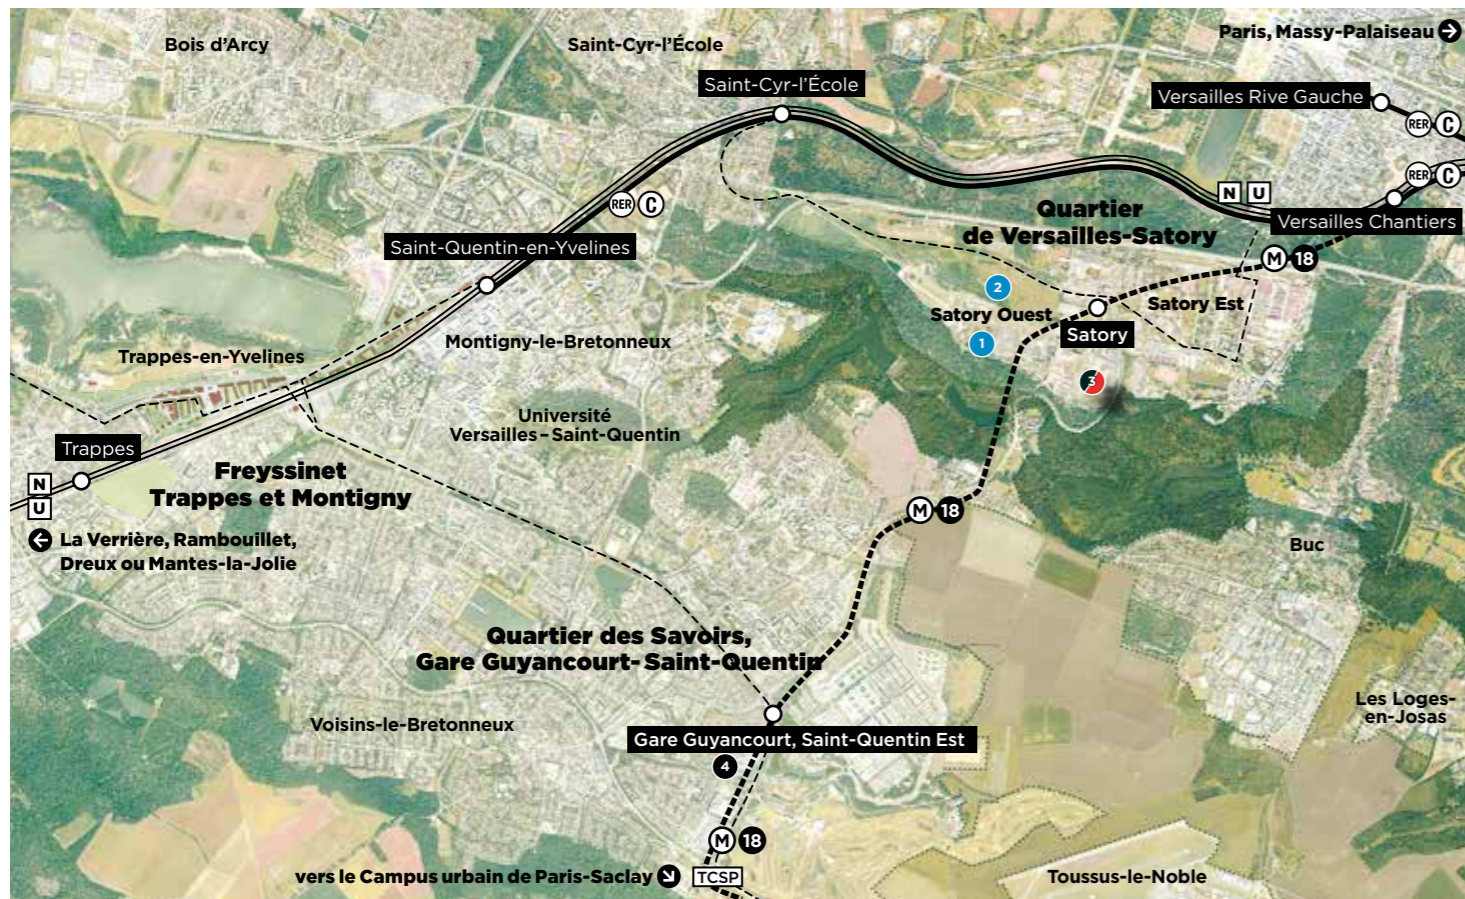 Bois d'Arcy
Saint-Cyr-l'École
Paris, Massy-Palaiseau
Saint-Cyr-l'École
Versailles Rive Gauche
RER C
RER C
N U
RER C
Quartier
de Versailles-Satory
Versailles Chantiers
Saint-Quentin-en-Yvelines
M 18
2
Satory Ouest
Satory Est
1
Satory
Montigny-le-Bretonneux
Trappes-en-Yvelines
3
Université
Versailles – Saint-Quentin
Trappes
Freyssinet
Trappes et Montigny
N
U
M 18
La Verrière, Rambouillet,
Dreux ou Mantes-la-Jolie
Buc
Quartier des Savoirs,
Gare Guyancourt- Saint-Quentin
Les Loges-
en-Josas
Voisins-le-Bretonneux
Gare Guyancourt, Saint-Quentin Est
4
M 18
vers le Campus urbain de Paris-Saclay
TCSP
Toussus-le-Noble